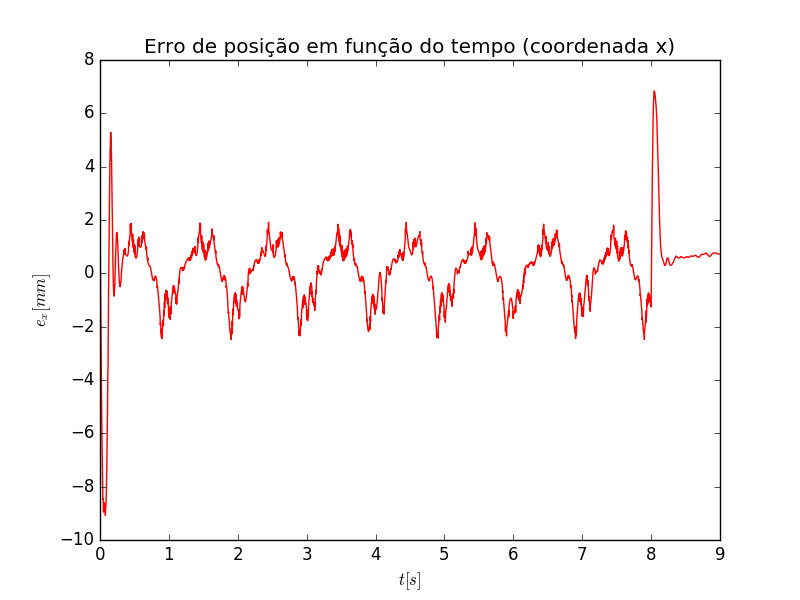 Erro de posição em função do tempo (coordenada x)
8
6
4
2
0
−2
−4
−6
−8
−10
e_x[mm]
0 1 2 3 4 5 6 7 8 9
t[s]